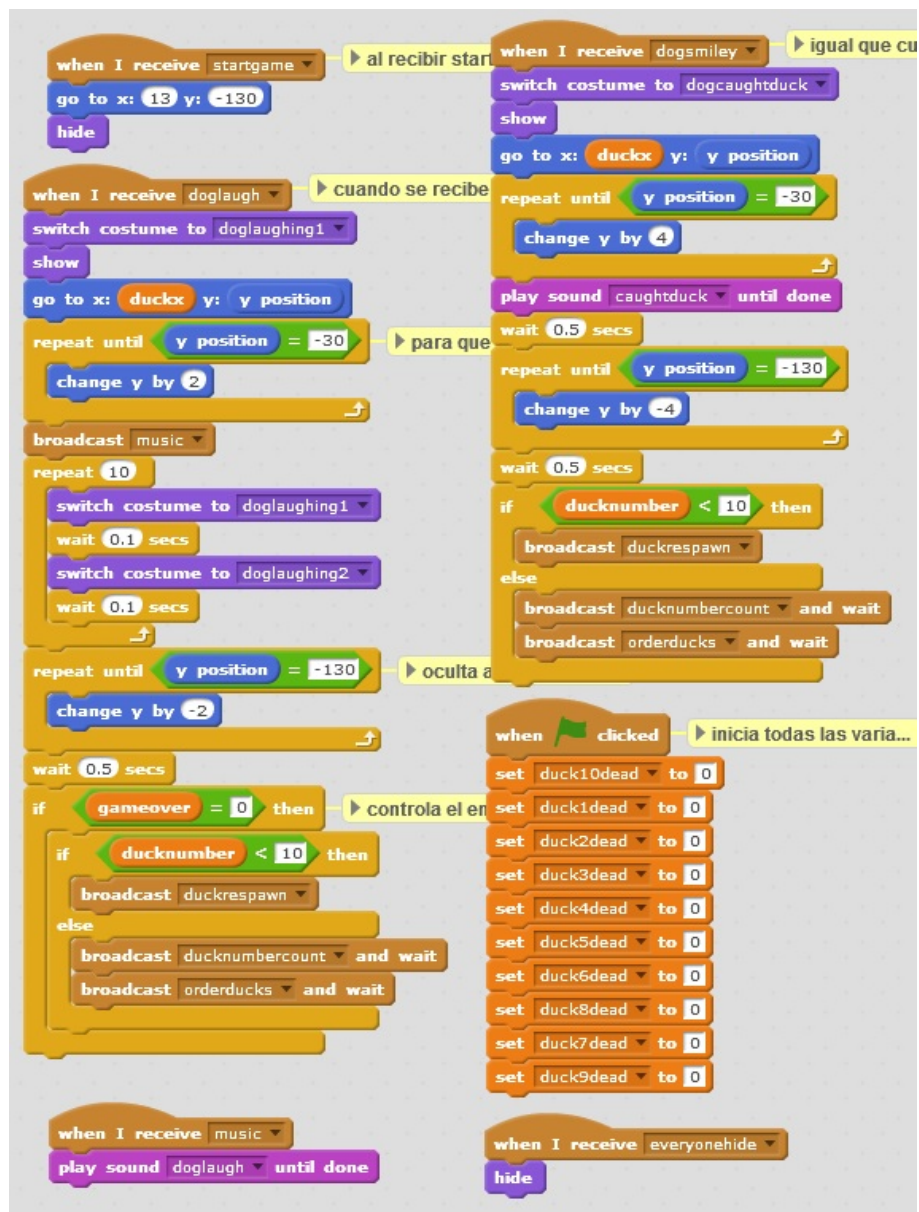 when I receive startgame
al recibir start
go to x: 13 y: -130
hide
when I receive doglaugh
cuando se recibe
switch costume to doglaughing1
show
go to x: duckx y: y position
repeat until y position = -30
para que
change y by 2
broadcast music
repeat 10
switch costume to doglaughing1
wait 0.1 secs
switch costume to doglaughing2
wait 0.1 secs
repeat until y position = -130
oculta a
change y by -2
wait 0.5 secs
if gameover = 0 then
controla el en
if ducknumber < 10 then
broadcast duckrespawn
else
broadcast ducknumbercount and wait
broadcast orderducks and wait
when I receive music
play sound doglaugh until done
when I receive dogsmiley
igual que cu
switch costume to dogcaughtduck
show
go to x: duckx y: y position
repeat until y position = -30
change y by 4
play sound caughtduck until done
wait 0.5 secs
repeat until y position = -130
change y by -4
wait 0.5 secs
if ducknumber < 10 then
broadcast duckrespawn
else
broadcast ducknumbercount and wait
broadcast orderducks and wait
when clicked
inicia todas las varia...
set duck10dead to 0
set duck1dead to 0
set duck2dead to 0
set duck3dead to 0
set duck4dead to 0
set duck5dead to 0
set duck6dead to 0
set duck8dead to 0
set duck7dead to 0
set duck9dead to 0
when I receive everyonehide
hide